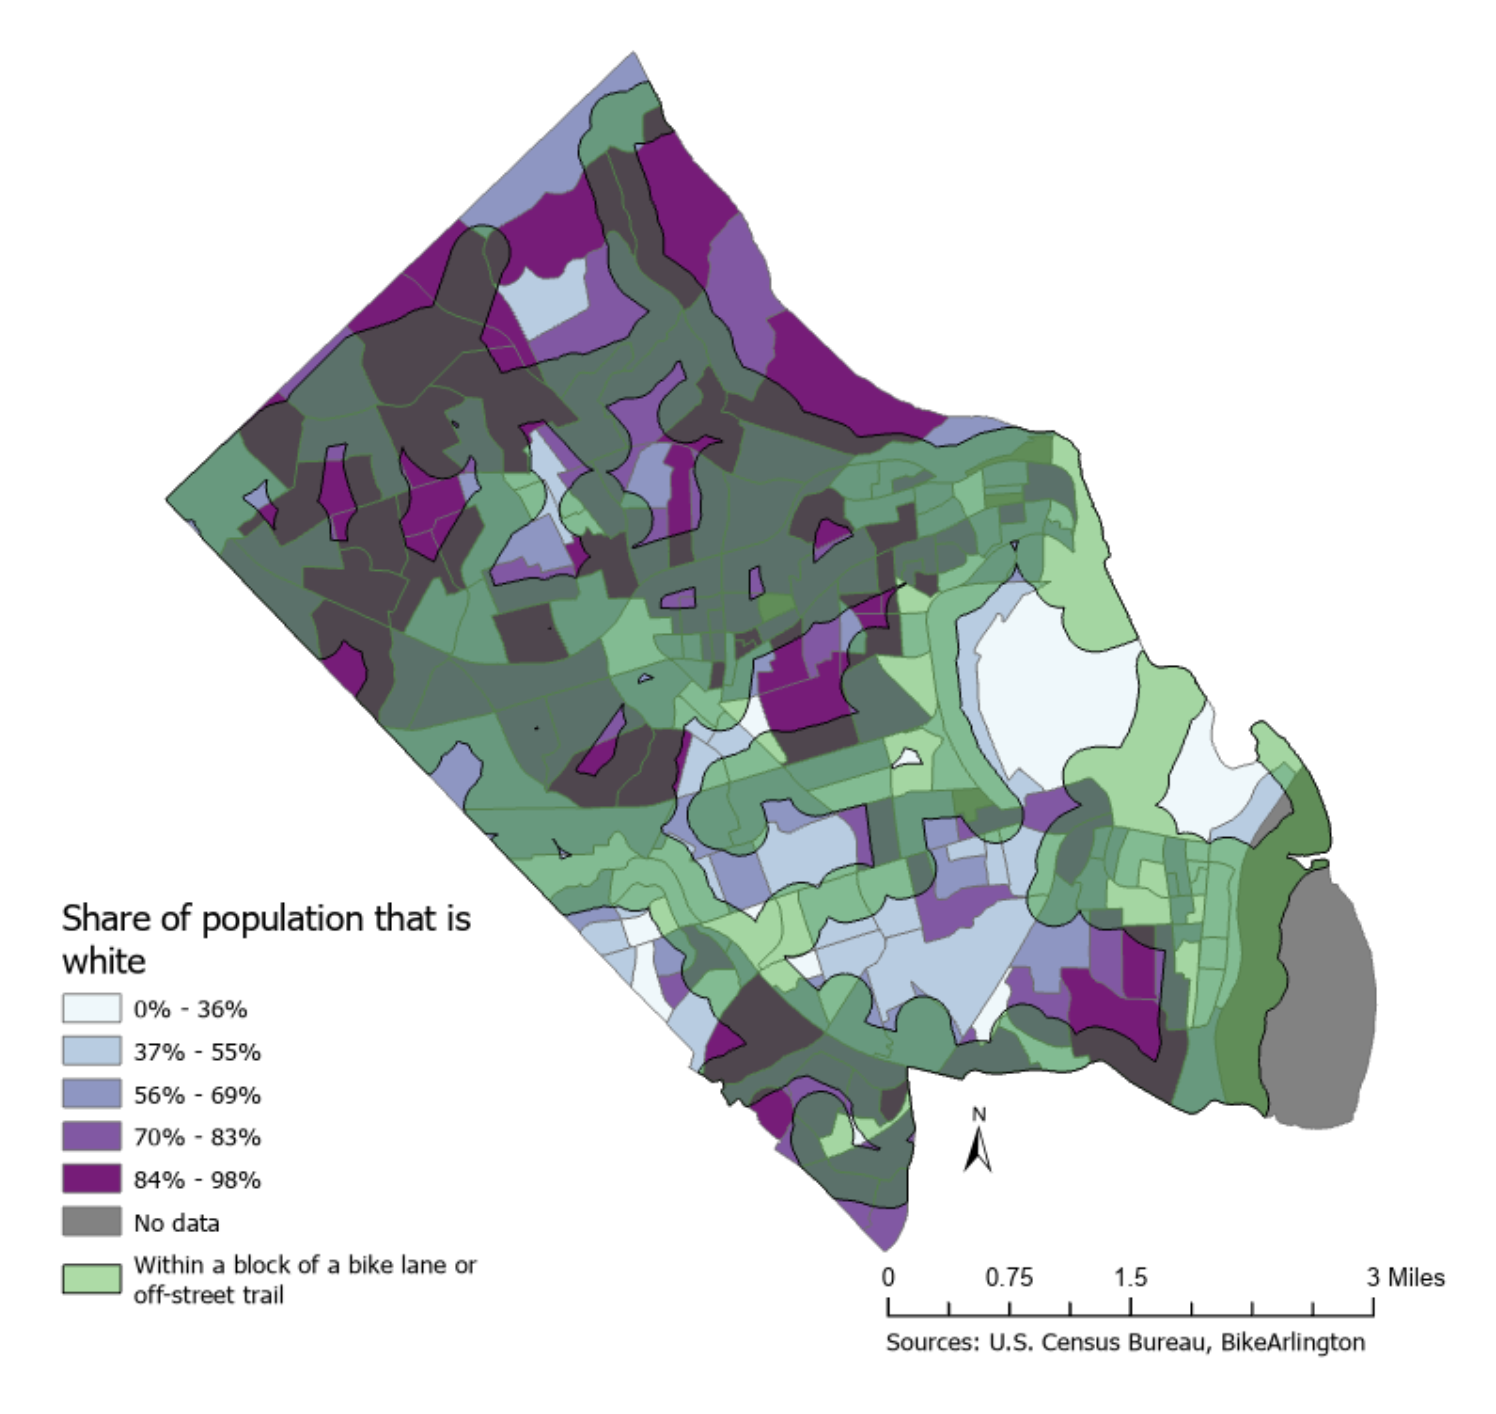 Share of population that is
white
0% - 36%
37% - 55%
56% - 69%
70% - 83%
84% - 98%
No data
Within a block of a bike lane or
off-street trail
N
0 0.75 1.5 3 Miles
Sources: U.S. Census Bureau, BikeArlington